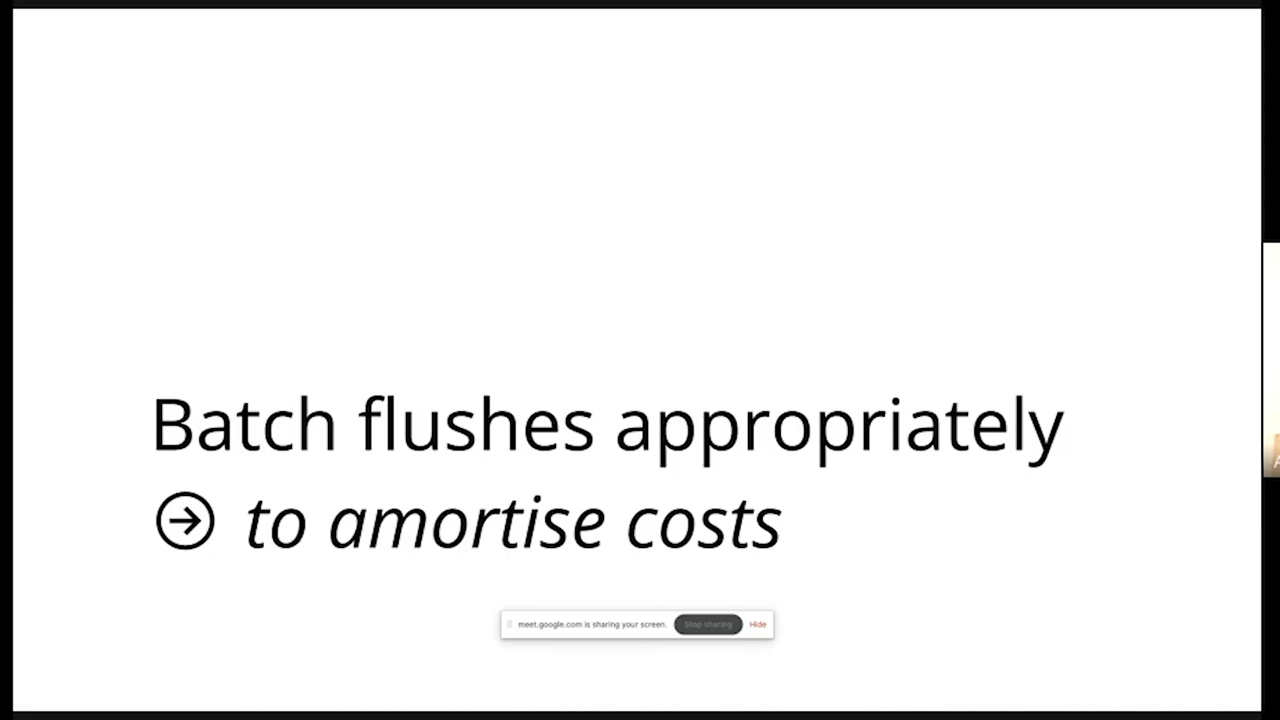 Batch flushes appropriately
to amortise costs
meet.google.com is sharing your screen. Stop sharing Hide